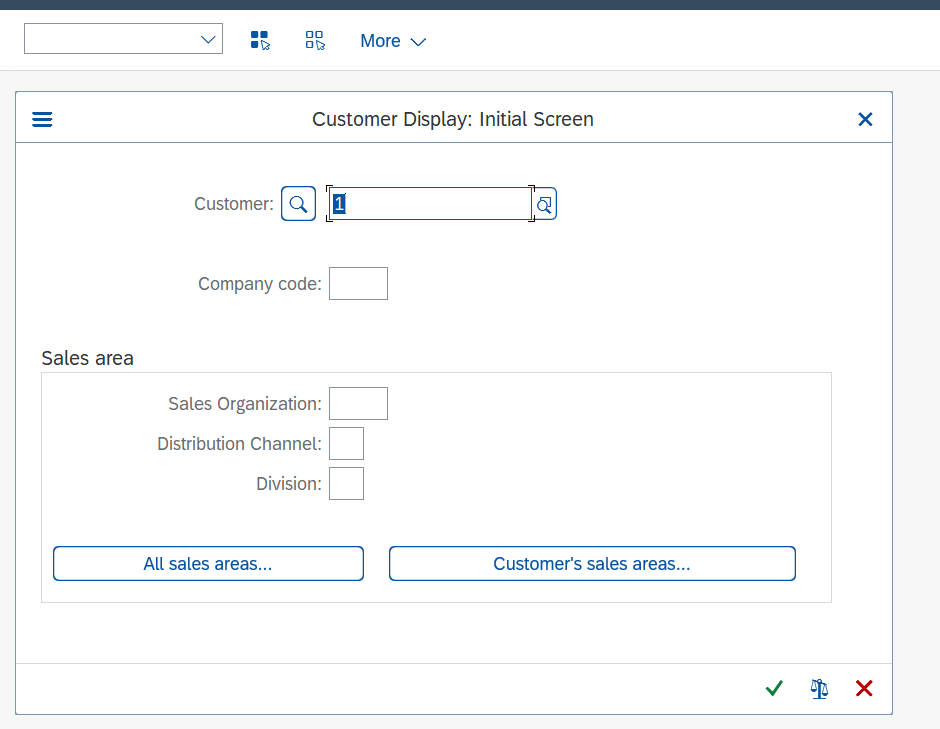 More
Customer Display: Initial Screen
Customer:
1
Company code:
Sales area
Sales Organization:
Distribution Channel:
Division:
All sales areas...
Customer's sales areas...